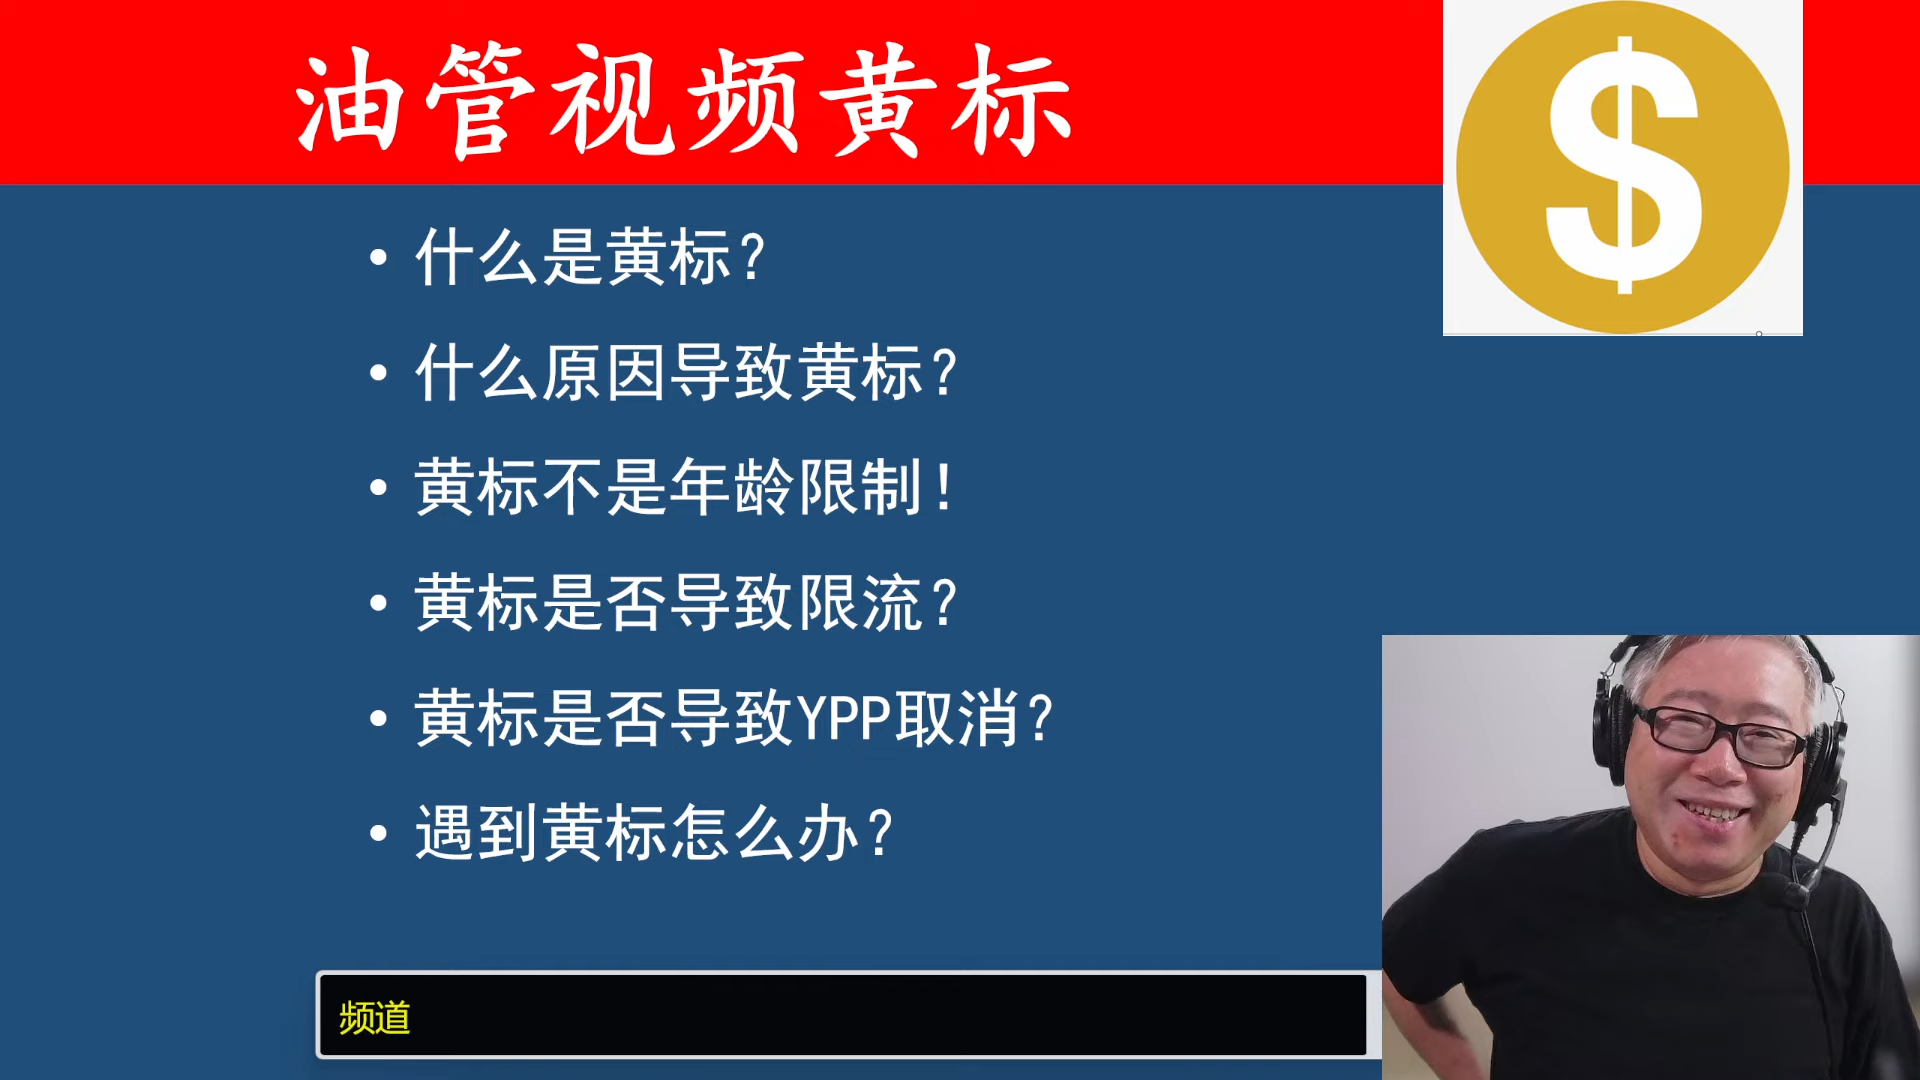 油管视频黄标
$
• 什么是黄标?
• 什么原因导致黄标?
• 黄标不是年龄限制!
• 黄标是否导致限流?
• 黄标是否导致YPP取消?
• 遇到黄标怎么办?
频道